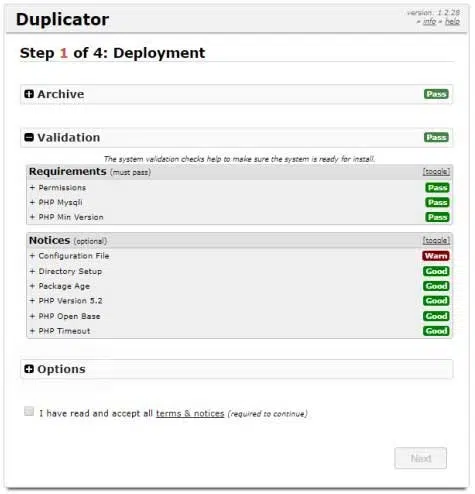 Duplicator
version: 1.2.28
» info » help
Step 1 of 4: Deployment
Archive Pass
Validation Pass
The system validation checks help to make sure the system is ready for install.
Requirements (must pass) [toggle]
+ Permissions Pass
+ PHP Mysqli Pass
+ PHP Min Version Pass
Notices (optional) [toggle]
+ Configuration File Warn
+ Directory Setup Good
+ Package Age Good
+ PHP Version 5.2 Good
+ PHP Open Base Good
+ PHP Timeout Good
Options
I have read and accept all terms & notices (required to continue)
Next